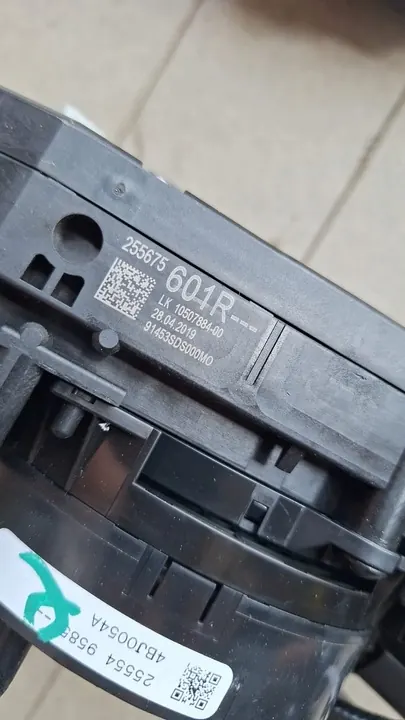 255675
601R---
LK 10507884-00
28.04.2019
91453SDS000MO
25554 958
4BJ0054A